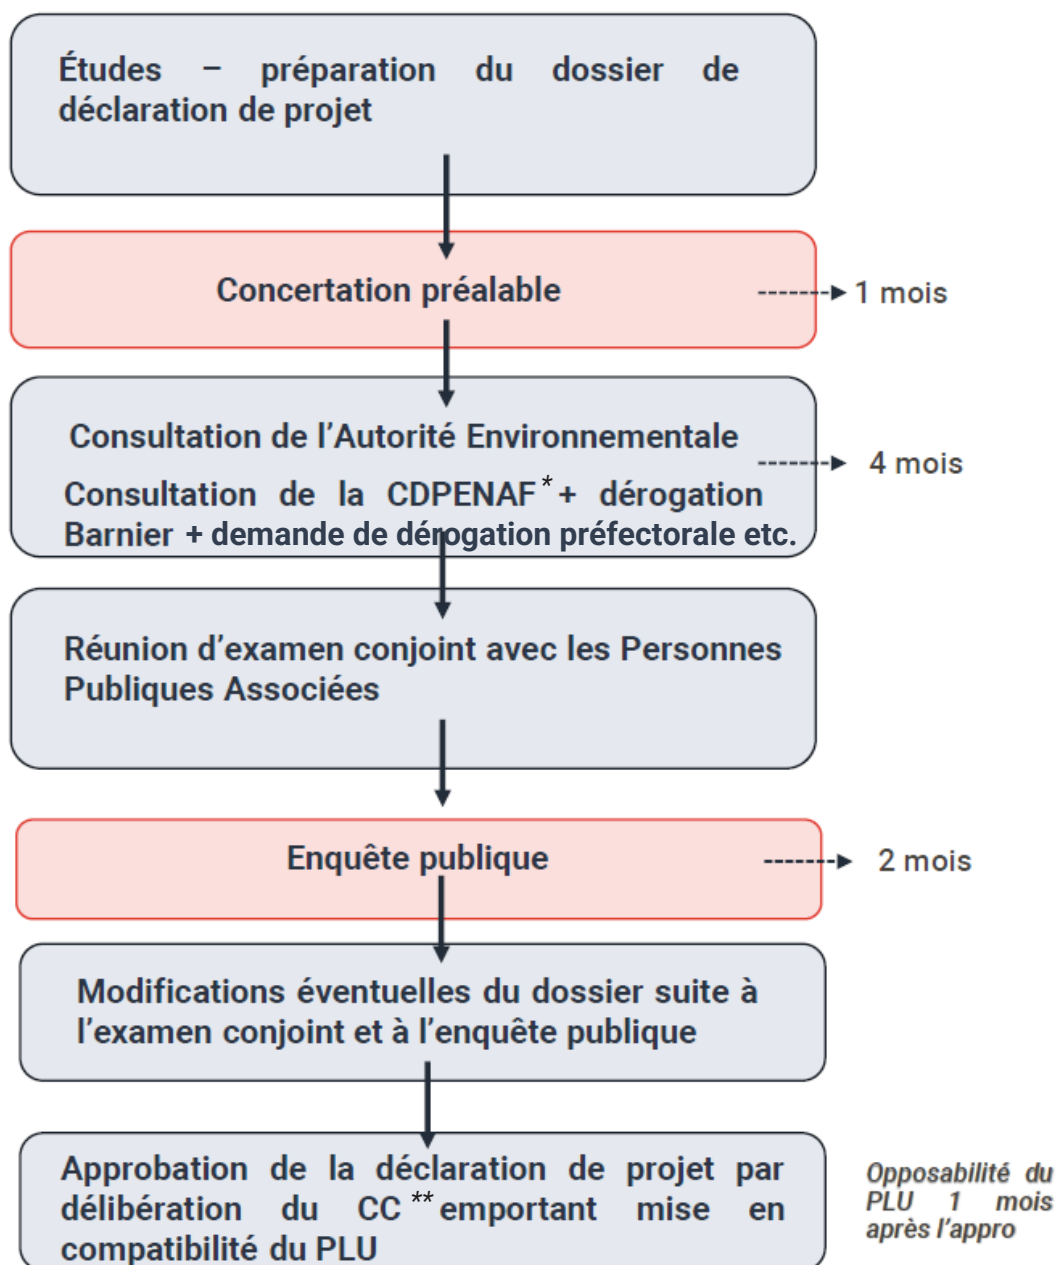 Études – préparation du dossier de
déclaration de projet
Concertation préalable
1 mois
Consultation de l’Autorité Environnementale
4 mois
Consultation de la CDPENAF * + dérogation
Barnier + demande de dérogation préfectorale etc.
Réunion d’examen conjoint avec les Personnes
Publiques Associées
Enquête publique
2 mois
Modifications éventuelles du dossier suite à
l’examen conjoint et à l’enquête publique
Approbation de la déclaration de projet par
délibération du CC ** emportant mise en
compatibilité du PLU
Opposabilité du
PLU 1 mois
après l’appro